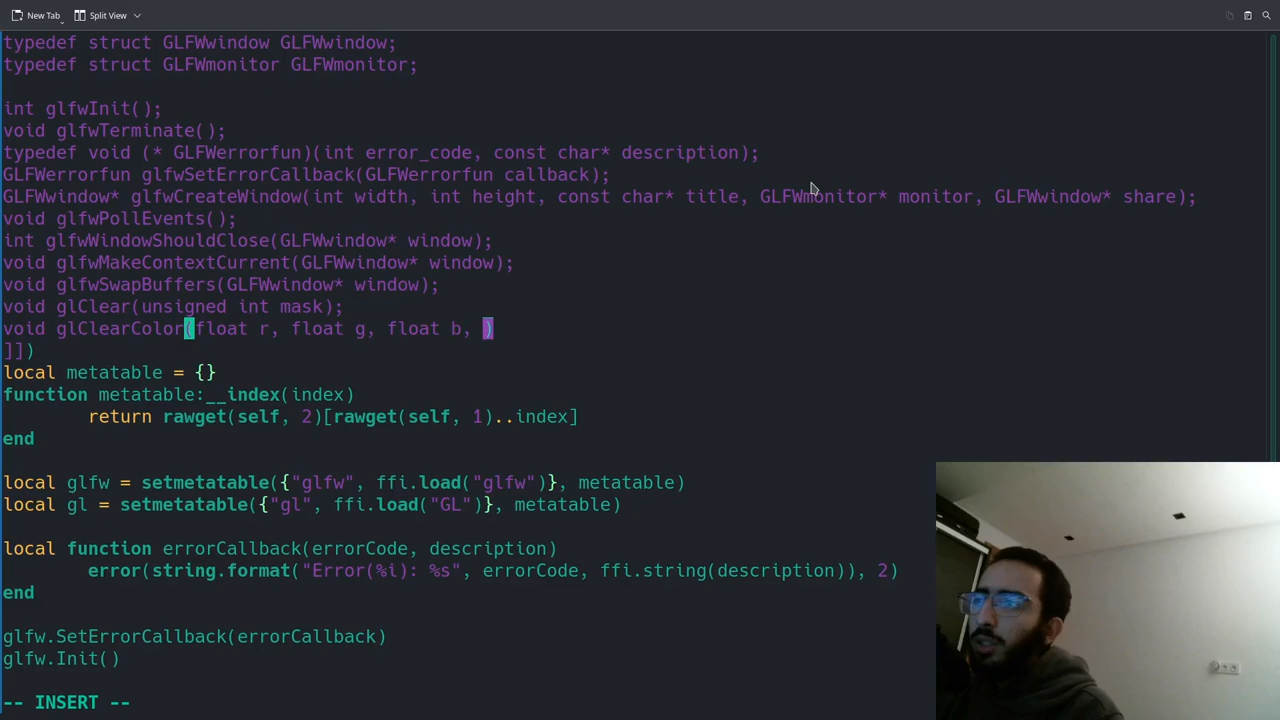 New Tab
Split View
typedef struct GLFWwindow GLFWwindow;
typedef struct GLFWmonitor GLFWmonitor;
int glfwInit();
void glfwTerminate();
typedef void (* GLFWerrorfun)(int error_code, const char* description);
GLFWerrorfun glfwSetErrorCallback(GLFWerrorfun callback);
GLFWwindow* glfwCreateWindow(int width, int height, const char* title, GLFWmonitor* monitor, GLFWwindow* share);
void glfwPollEvents();
int glfwWindowShouldClose(GLFWwindow* window);
void glfwMakeContextCurrent(GLFWwindow* window);
void glfwSwapBuffers(GLFWwindow* window);
void glClear(unsigned int mask);
void glClearColor(float r, float g, float b, )
]])
local metatable = {}
function metatable:__index(index)
        return rawget(self, 2)[rawget(self, 1)..index]
end
local glfw = setmetatable({"glfw", ffi.load("glfw")}, metatable)
local gl = setmetatable({"gl", ffi.load("GL")}, metatable)
local function errorCallback(errorCode, description)
        error(string.format("Error(%i): %s", errorCode, ffi.string(description)), 2)
end
glfw.SetErrorCallback(errorCallback)
glfw.Init()
-- INSERT --